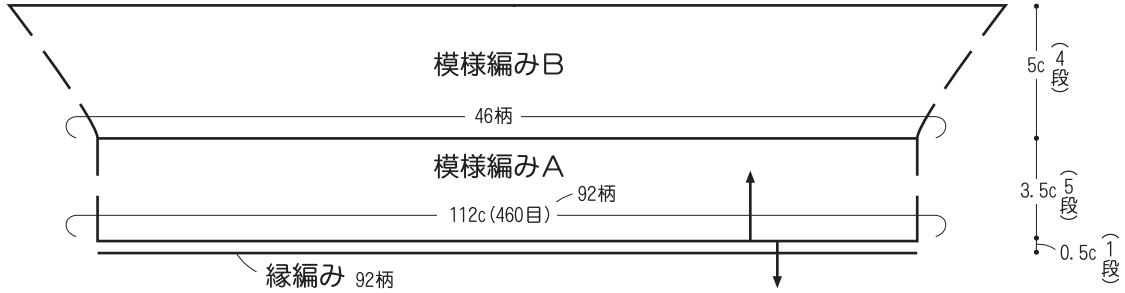 模様編みB
5c（4段）
46柄
模様編みA
92柄
3.5c（5段）
112c（460目）
0.5c（1段）
縁編み 92柄